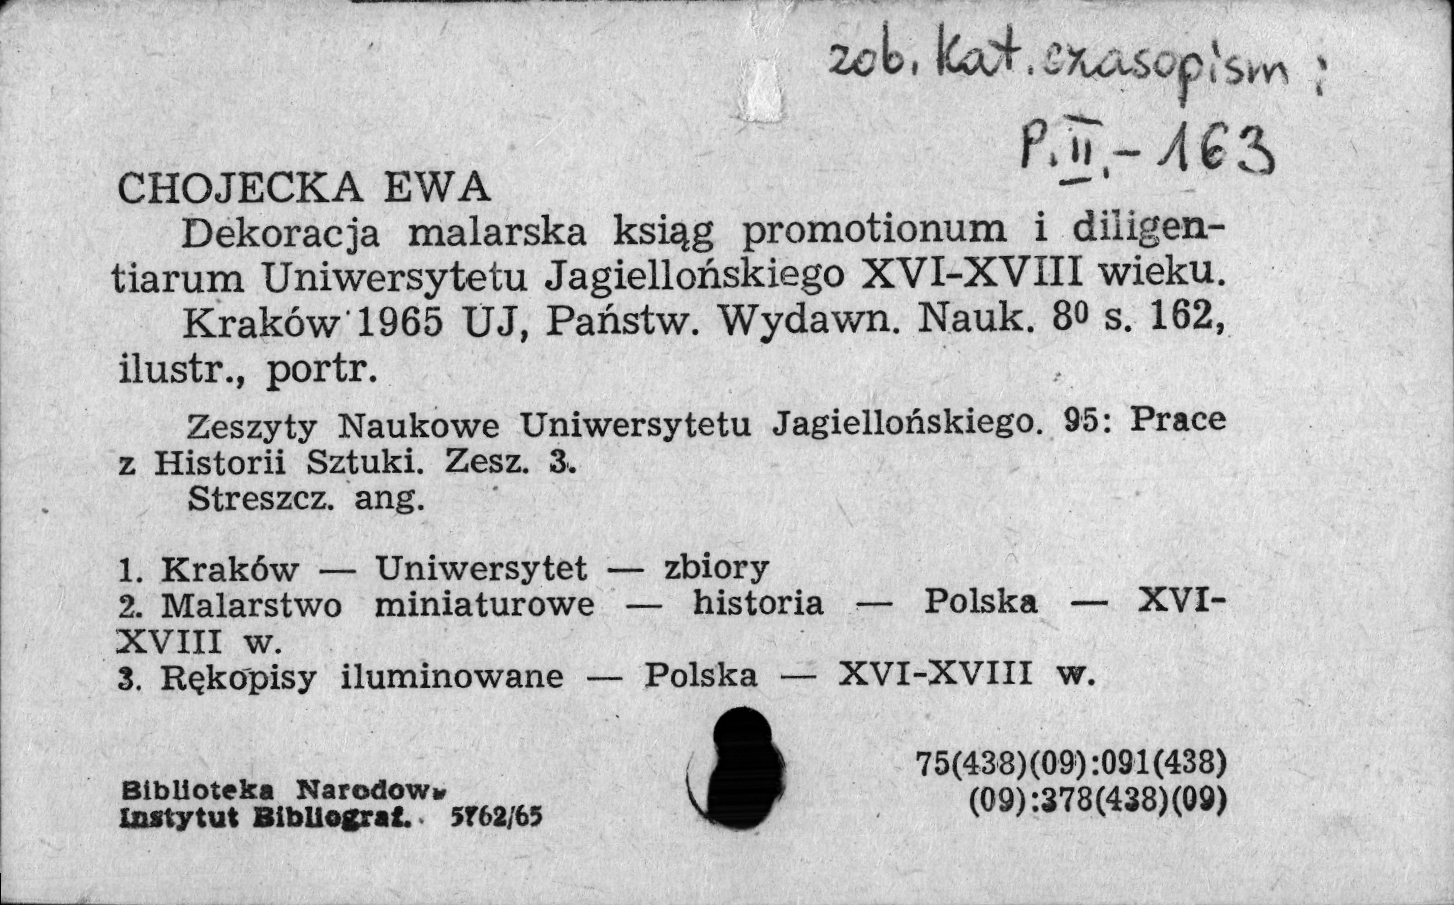 zob. Kat. czasopism :
P.II.-163
CHOJECKA EWA
Dekoracja malarska ksiąg promotionum i diligen-
tiarum Uniwersytetu Jagiellońskiego XVI-XVIII wieku.
Kraków 1965 UJ, Państw. Wydawn. Nauk. 8⁰ s. 162,
ilustr., portr.
Zeszyty Naukowe Uniwersytetu Jagiellońskiego. 95: Prace
z Historii Sztuki. Zesz. 3.
Streszcz. ang.
1. Kraków — Uniwersytet — zbiory
2. Malarstwo miniaturowe — historia — Polska — XVI-
XVIII w.
3. Rękopisy iluminowane — Polska — XVI-XVIII w.
75(438)(09):091(438)
(09):378(438)(09)
Biblioteka Narodowa
Instytut Bibliograf. 5762/65